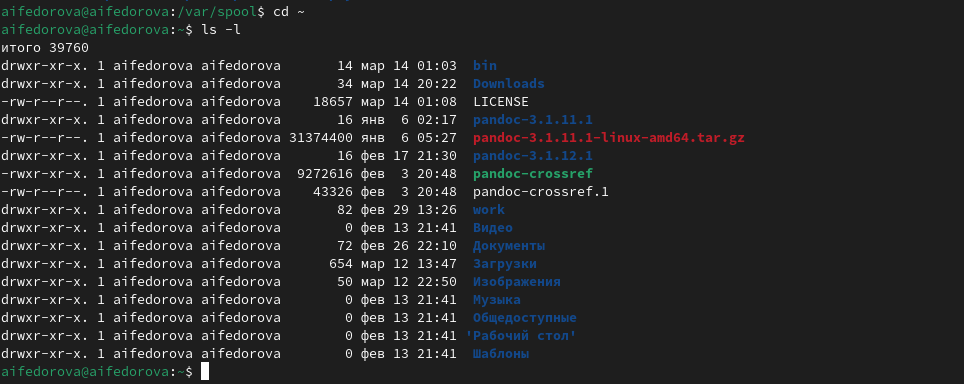 aifedorova@aifedorova:/var/spool$ cd ~
aifedorova@aifedorova:~$ ls -l
итого 39760
drwxr-xr-x. 1 aifedorova aifedorova       14 мар 14 01:03  bin
drwxr-xr-x. 1 aifedorova aifedorova       34 мар 14 20:22  Downloads
-rw-r--r--. 1 aifedorova aifedorova    18657 мар 14 01:08  LICENSE
drwxr-xr-x. 1 aifedorova aifedorova       16 янв  6 02:17  pandoc-3.1.11.1
-rw-r--r--. 1 aifedorova aifedorova 31374400 янв  6 05:27  pandoc-3.1.11.1-linux-amd64.tar.gz
drwxr-xr-x. 1 aifedorova aifedorova       16 фев 17 21:30  pandoc-3.1.12.1
-rwxr-xr-x. 1 aifedorova aifedorova  9272616 фев  3 20:48  pandoc-crossref
-rw-r--r--. 1 aifedorova aifedorova    43326 фев  3 20:48  pandoc-crossref.1
drwxr-xr-x. 1 aifedorova aifedorova       82 фев 29 13:26  work
drwxr-xr-x. 1 aifedorova aifedorova        0 фев 13 21:41  Видео
drwxr-xr-x. 1 aifedorova aifedorova       72 фев 26 22:10  Документы
drwxr-xr-x. 1 aifedorova aifedorova      654 мар 12 13:47  Загрузки
drwxr-xr-x. 1 aifedorova aifedorova       50 мар 12 22:50  Изображения
drwxr-xr-x. 1 aifedorova aifedorova        0 фев 13 21:41  Музыка
drwxr-xr-x. 1 aifedorova aifedorova        0 фев 13 21:41  Общедоступные
drwxr-xr-x. 1 aifedorova aifedorova        0 фев 13 21:41 'Рабочий стол'
drwxr-xr-x. 1 aifedorova aifedorova        0 фев 13 21:41  Шаблоны
aifedorova@aifedorova:~$